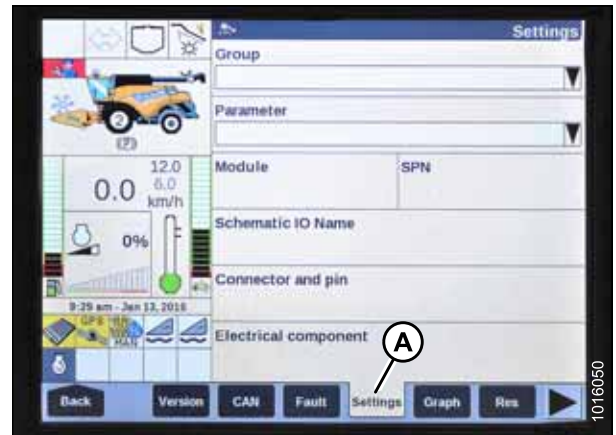 Settings
Group
Parameter
12.0
6.0
0.0 km/h
0%
Module SPN
Schematic IO Name
Connector and pin
Electrical component
9:29 am - Jan 13, 2016
GPS
MAN
A
Back Version CAN Fault Settings Graph Res
1016050